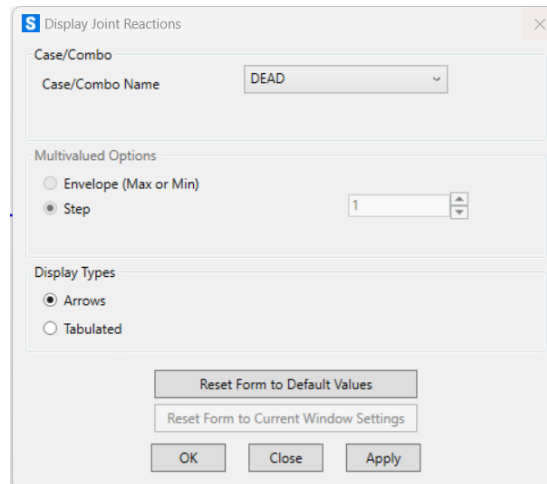 S Display Joint Reactions
Case/Combo
Case/Combo Name DEAD
Multivalued Options
Envelope (Max or Min)
Step 1
Display Types
Arrows
Tabulated
Reset Form to Default Values
Reset Form to Current Window Settings
OK Close Apply